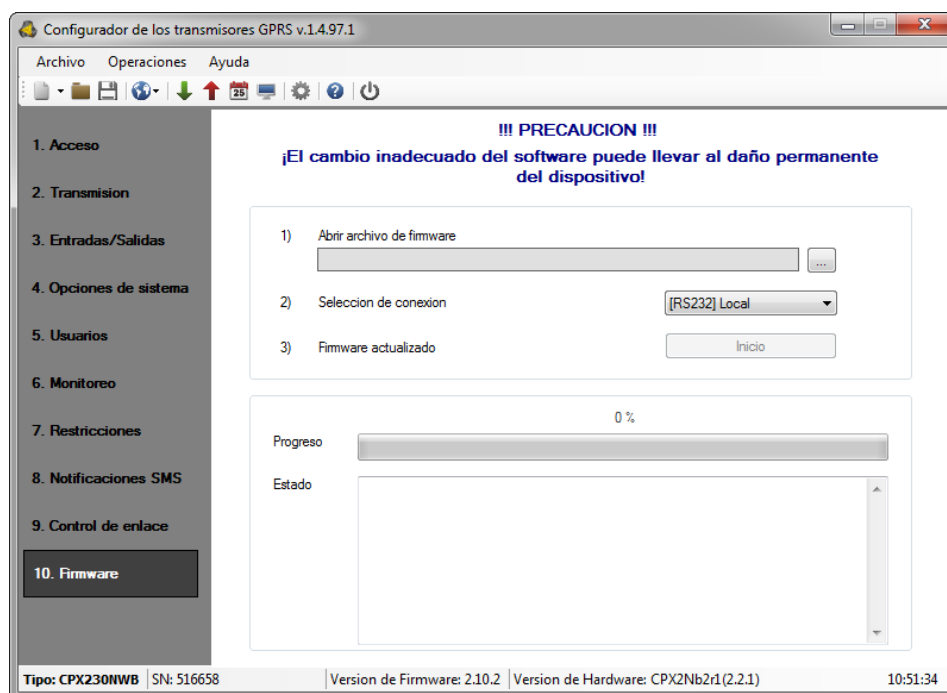 Configurador de los transmisores GPRS v.1.4.97.1
Archivo Operaciones Ayuda
25
1. Acceso
2. Transmision
3. Entradas/Salidas
4. Opciones de sistema
5. Usuarios
6. Monitoreo
7. Restricciones
8. Notificaciones SMS
9. Control de enlace
10. Firmware
!!! PRECAUCION !!!
¡El cambio inadecuado del software puede llevar al daño permanente
del dispositivo!
1) Abrir archivo de firmware
...
2) Seleccion de conexion [RS232] Local
3) Firmware actualizado Inicio
0 %
Progreso
Estado
Tipo: CPX230NWB SN: 516658 Version de Firmware: 2.10.2 Version de Hardware: CPX2Nb2r1(2.2.1) 10:51:34